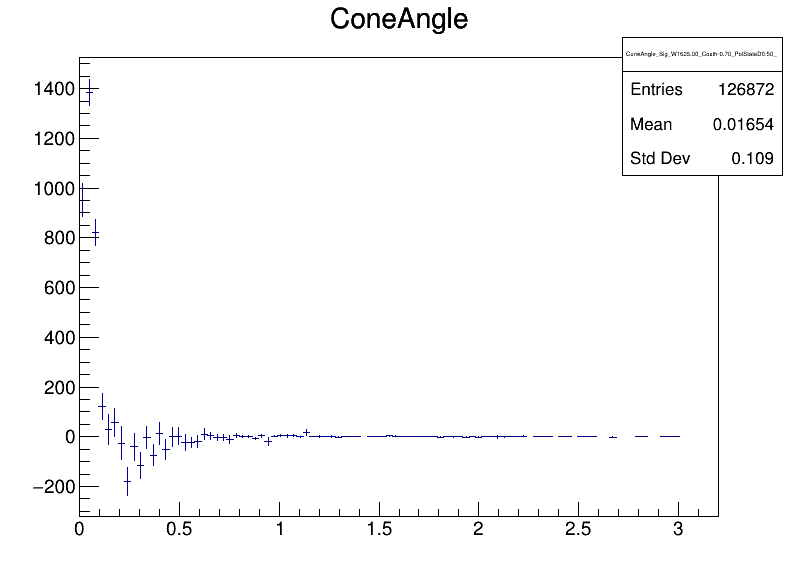 ConeAngle
ConeAngle_Sig_W1625.00_Costh-0.70_PolStateD0.50_
Entries 126872
Mean 0.01654
Std Dev 0.109
1400
1200
1000
800
600
400
200
0
−200
0 0.5 1 1.5 2 2.5 3